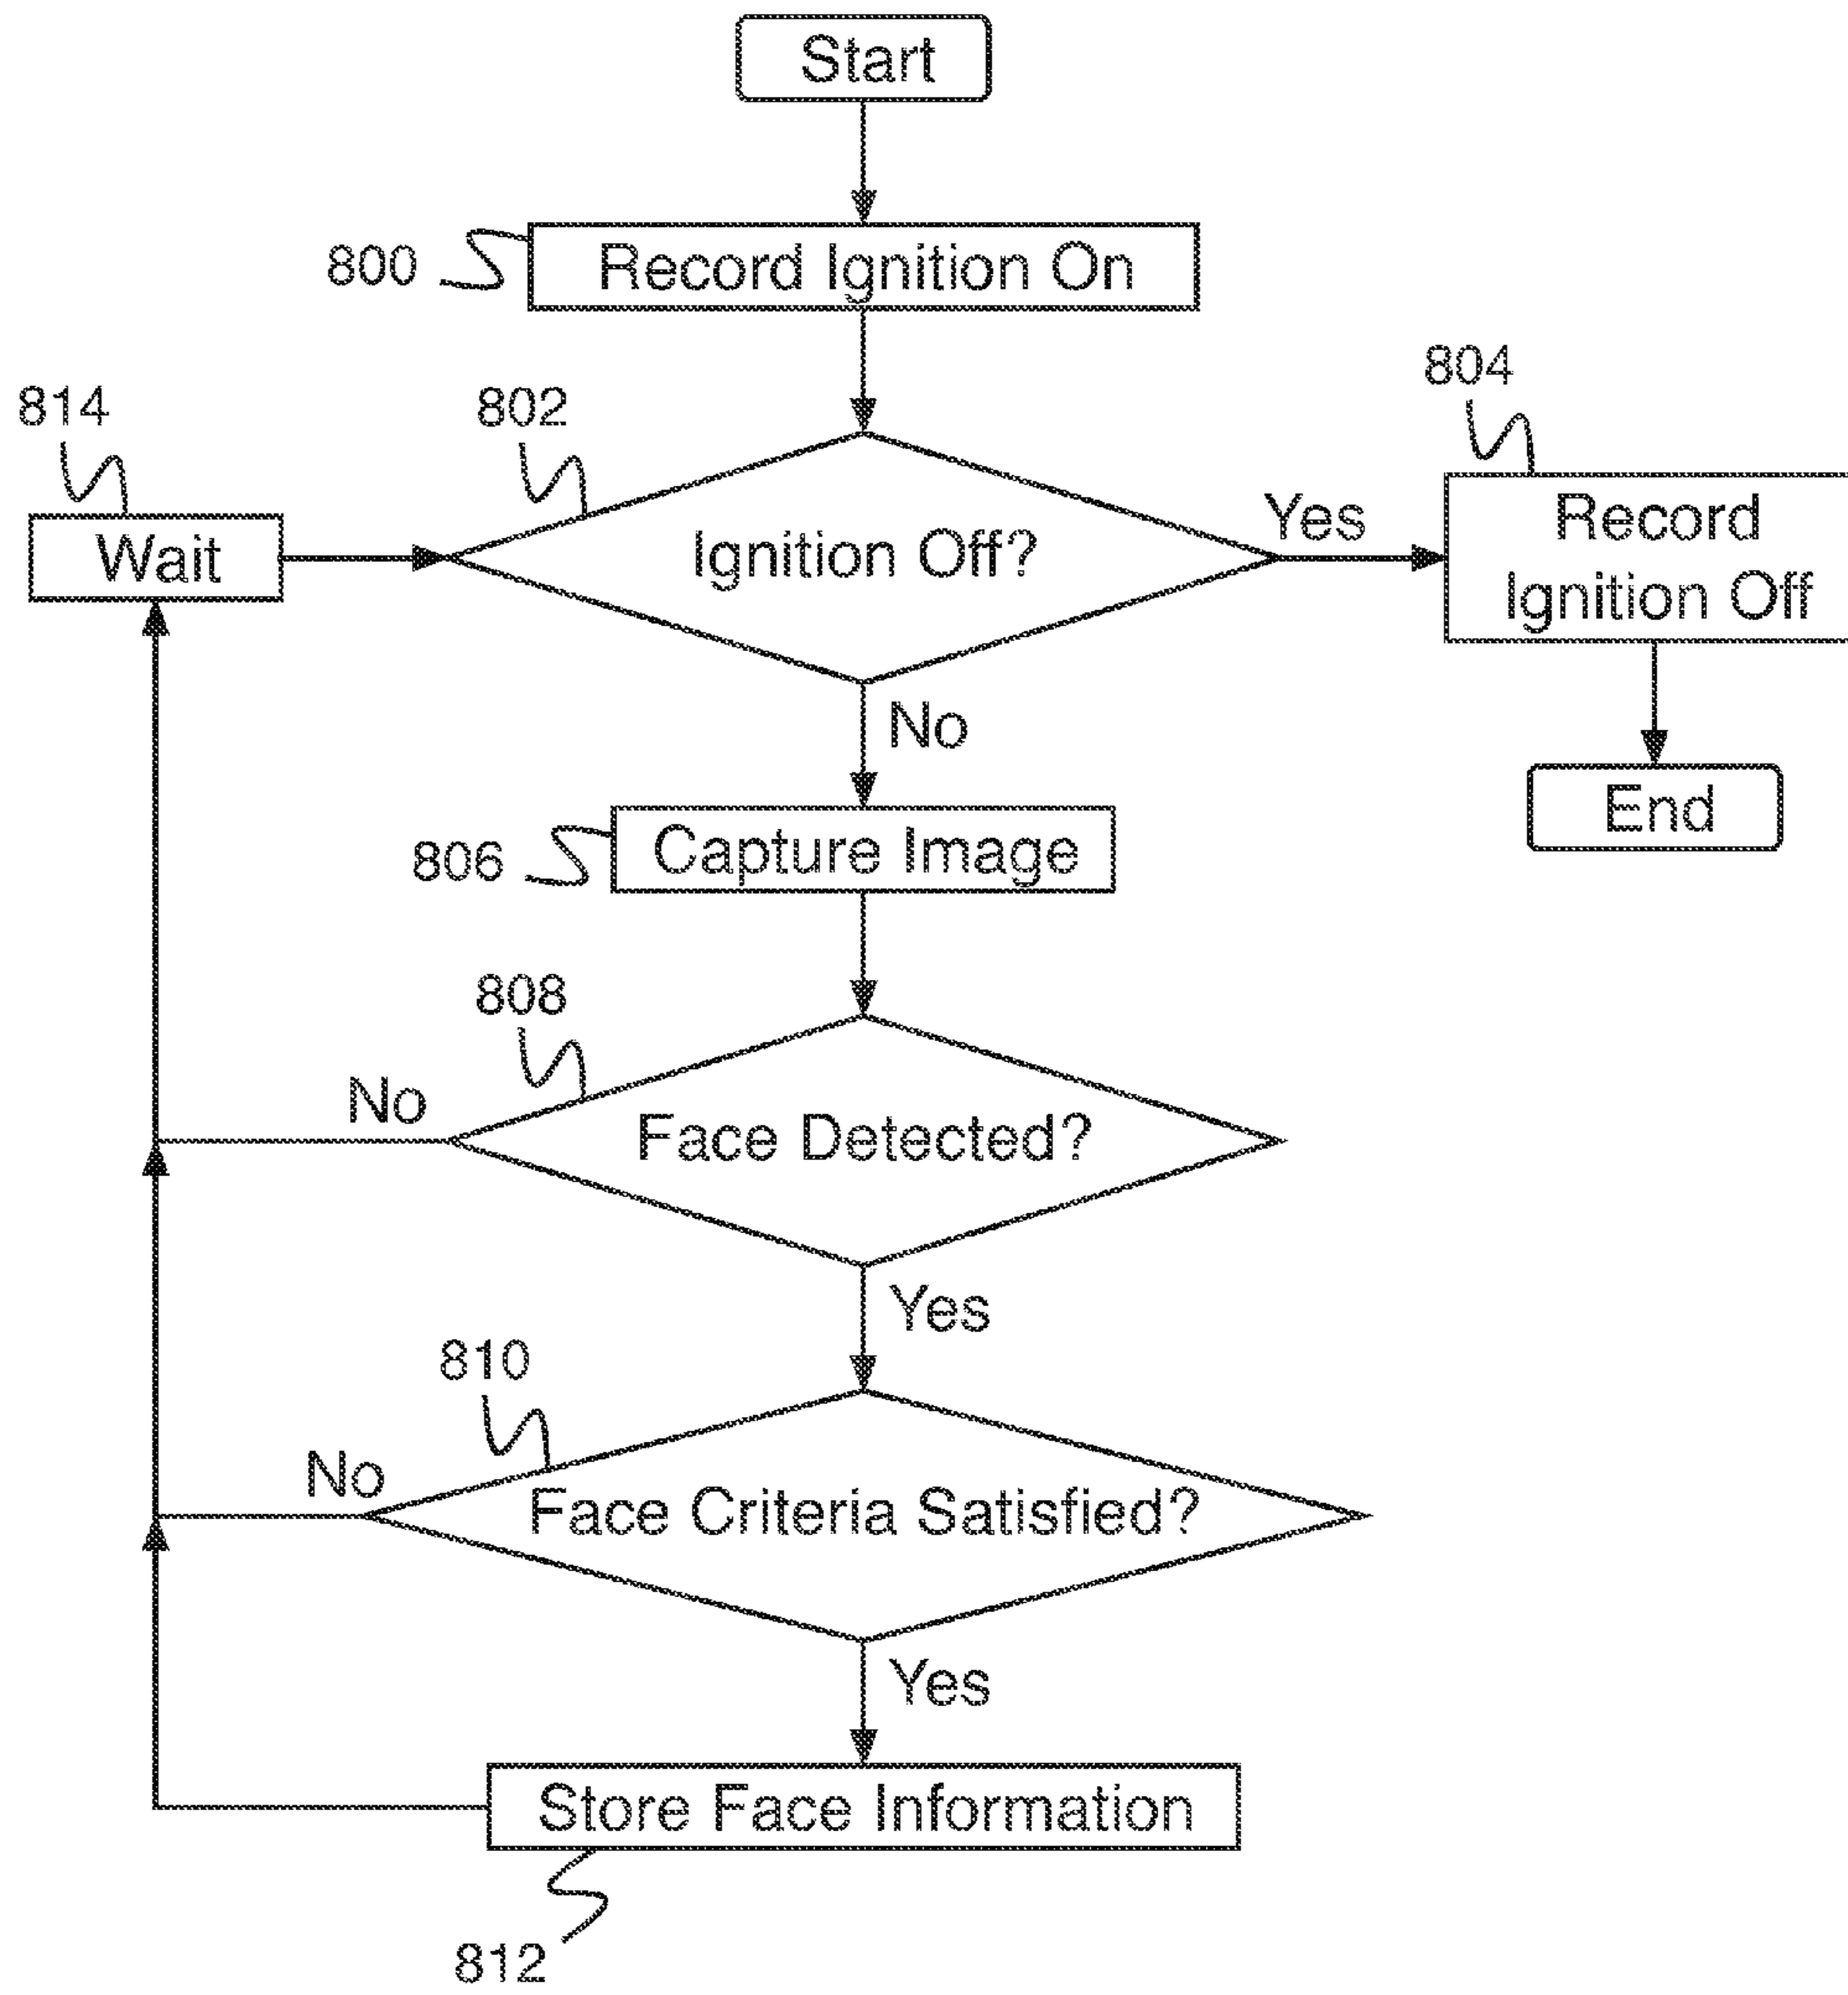 Start
800
Record Ignition On
814
802
804
Wait
Ignition Off?
Yes
Record
Ignition Off
No
End
806
Capture Image
808
No
Face Detected?
Yes
810
No
Face Criteria Satisfied?
Yes
Store Face Information
812